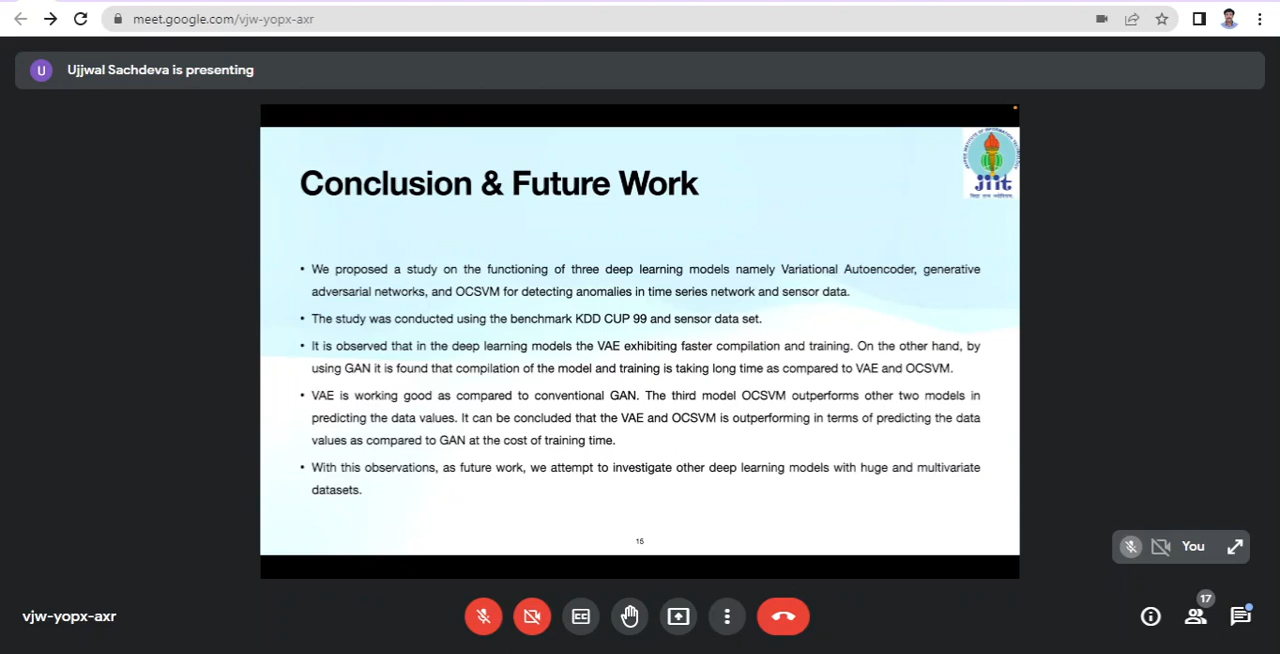 meet.google.com/vjw-yopx-axr
U
Ujjwal Sachdeva is presenting
Conclusion & Future Work
jiit
• We proposed a study on the functioning of three deep learning models namely Variational Autoencoder, generative
adversarial networks, and OCSVM for detecting anomalies in time series network and sensor data.
• The study was conducted using the benchmark KDD CUP 99 and sensor data set.
• It is observed that in the deep learning models the VAE exhibiting faster compilation and training. On the other hand, by
using GAN it is found that compilation of the model and training is taking long time as compared to VAE and OCSVM.
• VAE is working good as compared to conventional GAN. The third model OCSVM outperforms other two models in
predicting the data values. It can be concluded that the VAE and OCSVM is outperforming in terms of predicting the data
values as compared to GAN at the cost of training time.
• With this observations, as future work, we attempt to investigate other deep learning models with huge and multivariate
datasets.
15
You
vjw-yopx-axr
CC
17